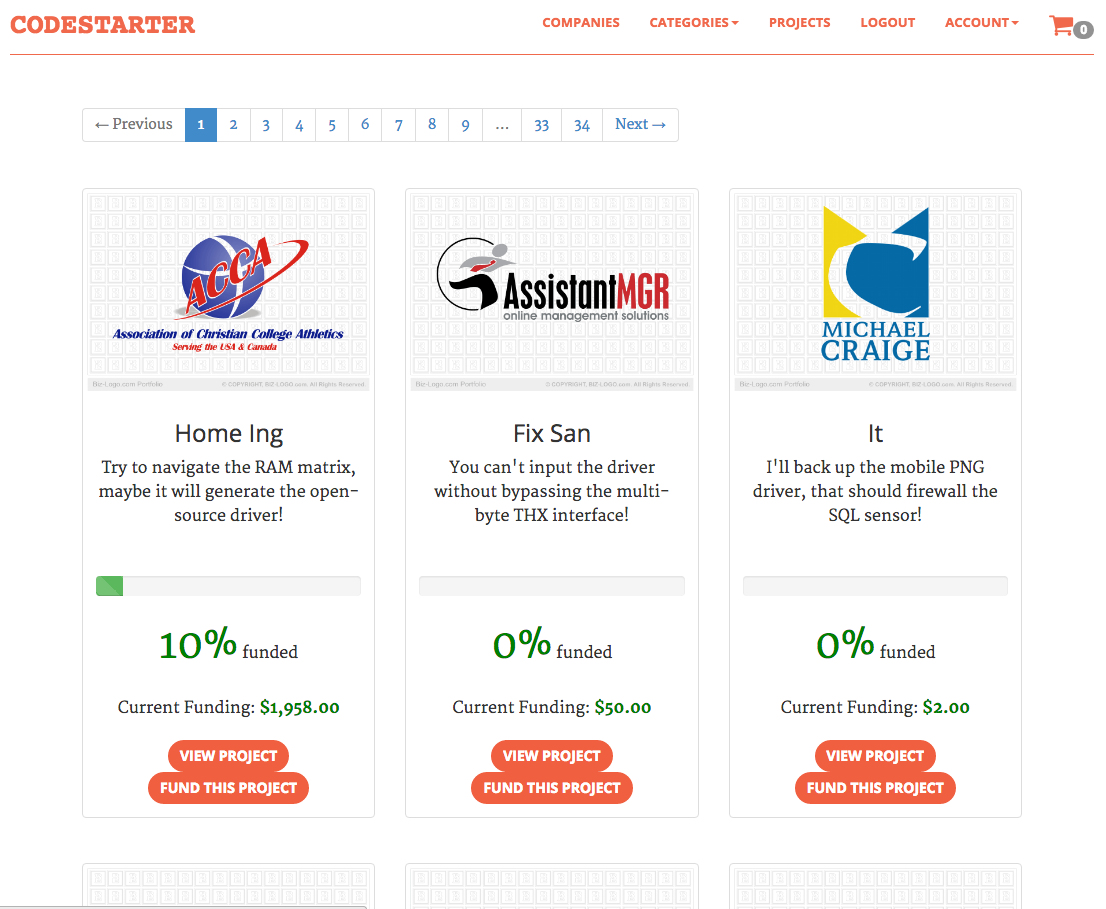 CODESTARTER
COMPANIES CATEGORIES PROJECTS LOGOUT ACCOUNT 0
← Previous 1 2 3 4 5 6 7 8 9 ... 33 34 Next →
ACCA
Association of Christian College Athletics
Serving the USA & Canada
Biz-Logo.com Portfolio © COPYRIGHT, BIZ-LOGO.com. All Rights Reserved.
Home Ing
Try to navigate the RAM matrix,
maybe it will generate the open-
source driver!
10% funded
Current Funding: $1,958.00
VIEW PROJECT
FUND THIS PROJECT
AssistantMGR
online management solutions
Biz-Logo.com Portfolio © COPYRIGHT, BIZ-LOGO.com. All Rights Reserved.
Fix San
You can't input the driver
without bypassing the multi-
byte THX interface!
0% funded
Current Funding: $50.00
VIEW PROJECT
FUND THIS PROJECT
MICHAEL
CRAIGE
Biz-Logo.com Portfolio © COPYRIGHT, BIZ-LOGO.com. All Rights Reserved.
It
I'll back up the mobile PNG
driver, that should firewall the
SQL sensor!
0% funded
Current Funding: $2.00
VIEW PROJECT
FUND THIS PROJECT